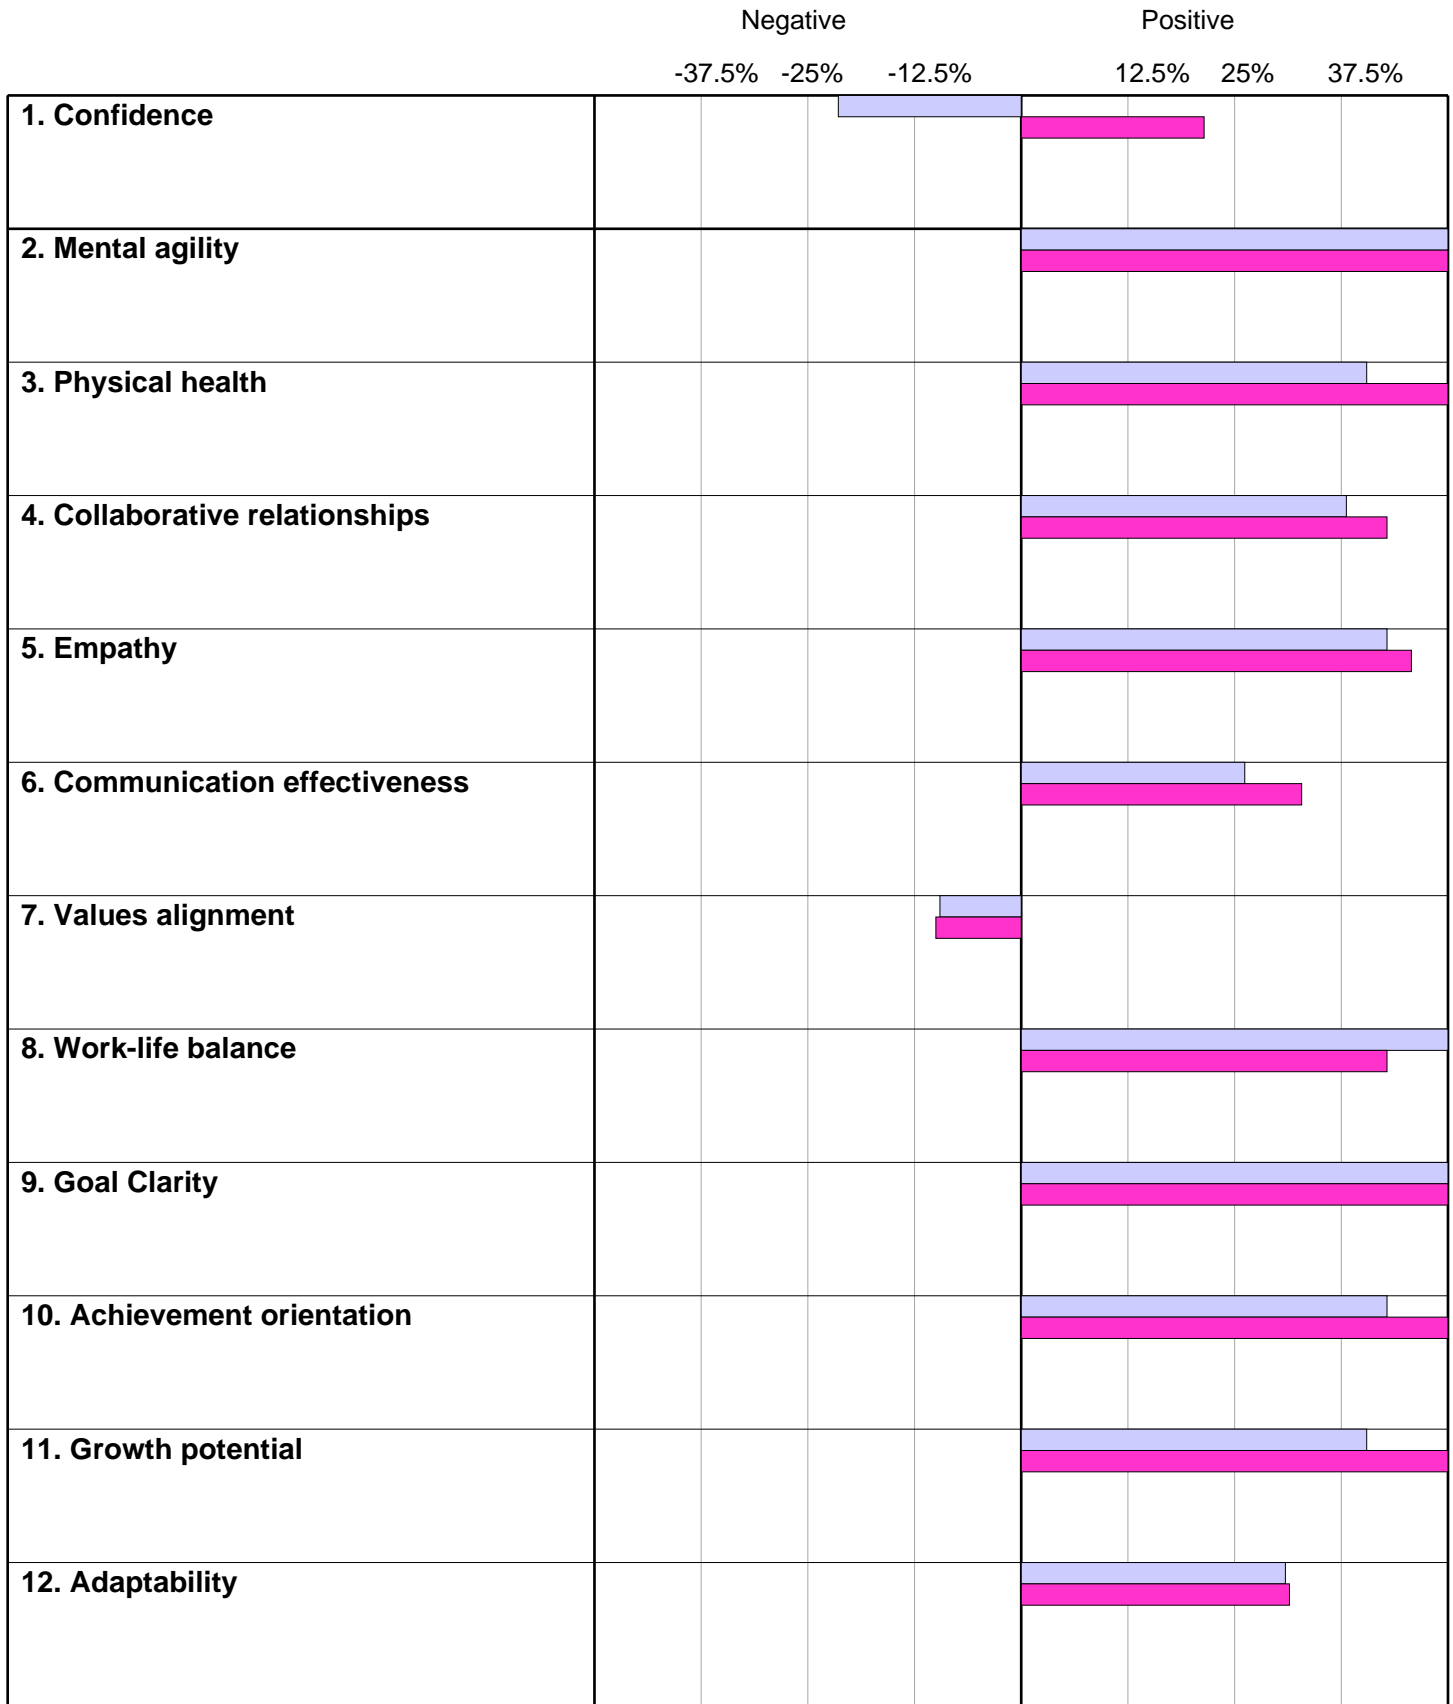 Negative Positive
-37.5% -25% -12.5% 12.5% 25% 37.5%
1. Confidence
2. Mental agility
3. Physical health
4. Collaborative relationships
5. Empathy
6. Communication effectiveness
7. Values alignment
8. Work-life balance
9. Goal Clarity
10. Achievement orientation
11. Growth potential
12. Adaptability